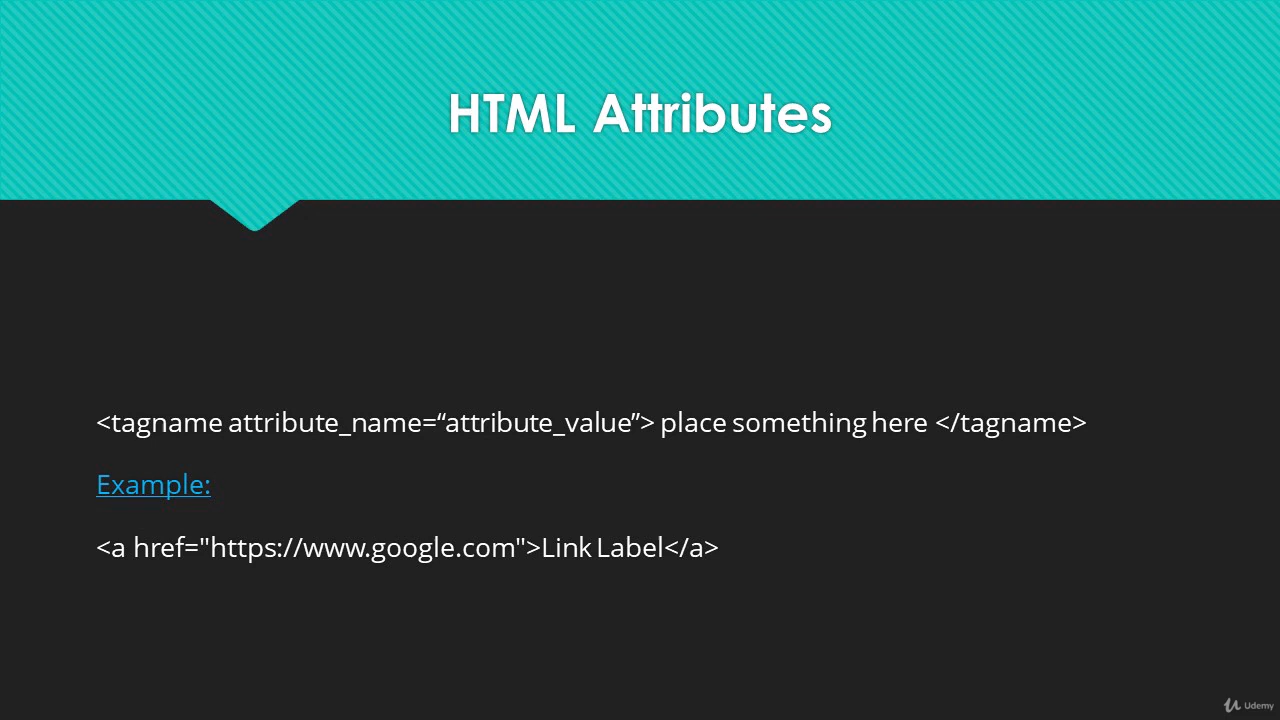 HTML Attributes
<tagname attribute_name=“attribute_value”> place something here </tagname>
Example:
<a href="https://www.google.com">Link Label</a>
Udemy